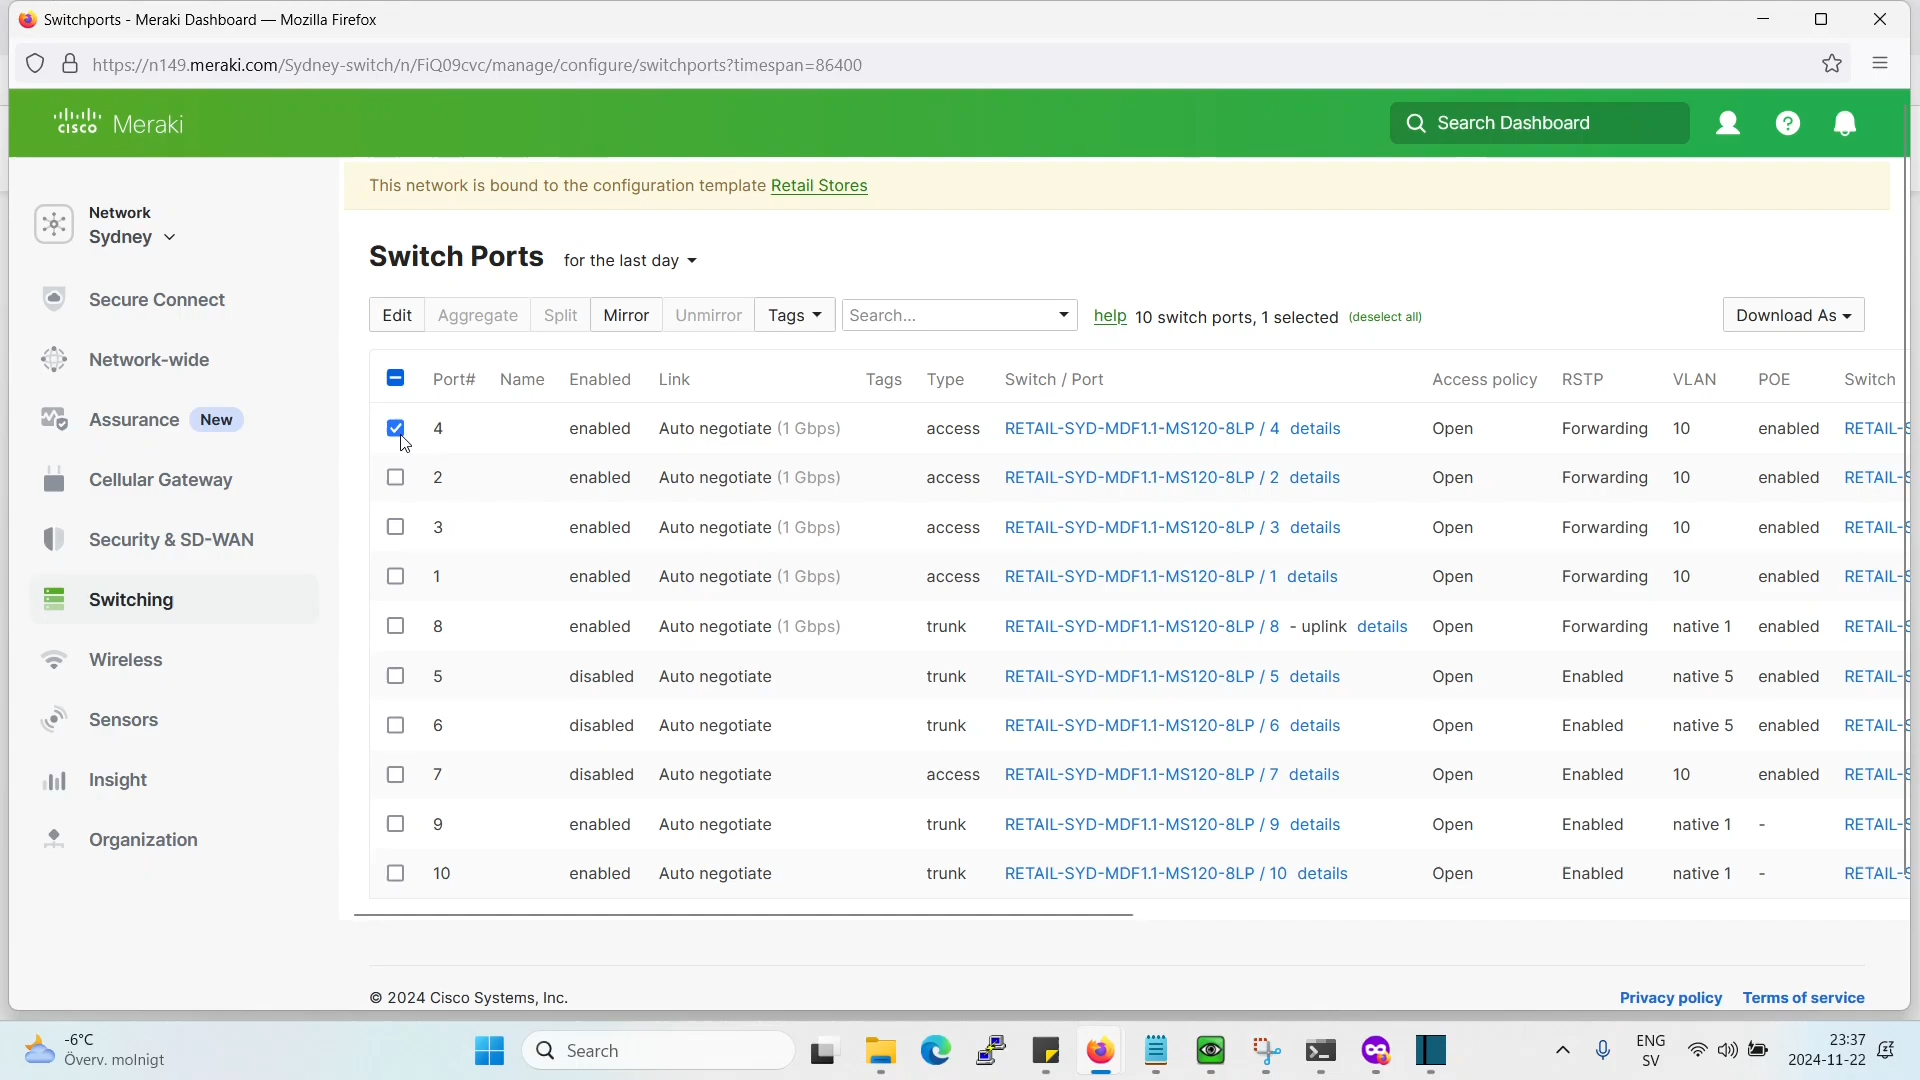 Switchports - Meraki Dashboard — Mozilla Firefox
https://n149.meraki.com/Sydney-switch/n/FiQ09cvc/manage/configure/switchports?timespan=86400
cisco Meraki
Search Dashboard
This network is bound to the configuration template Retail Stores
Network
Sydney
Secure Connect
Network-wide
Assurance New
Cellular Gateway
Security & SD-WAN
Switching
Wireless
Sensors
Insight
Organization
Switch Ports for the last day
Edit Aggregate Split Mirror Unmirror Tags Search... help 10 switch ports, 1 selected (deselect all) Download As
Port# Name Enabled Link Tags Type Switch / Port Access policy RSTP VLAN POE Switch
4 enabled Auto negotiate (1 Gbps) access RETAIL-SYD-MDF1.1-MS120-8LP / 4 details Open Forwarding 10 enabled RETAIL-S
2 enabled Auto negotiate (1 Gbps) access RETAIL-SYD-MDF1.1-MS120-8LP / 2 details Open Forwarding 10 enabled RETAIL-S
3 enabled Auto negotiate (1 Gbps) access RETAIL-SYD-MDF1.1-MS120-8LP / 3 details Open Forwarding 10 enabled RETAIL-S
1 enabled Auto negotiate (1 Gbps) access RETAIL-SYD-MDF1.1-MS120-8LP / 1 details Open Forwarding 10 enabled RETAIL-S
8 enabled Auto negotiate (1 Gbps) trunk RETAIL-SYD-MDF1.1-MS120-8LP / 8 - uplink details Open Forwarding native 1 enabled RETAIL-S
5 disabled Auto negotiate trunk RETAIL-SYD-MDF1.1-MS120-8LP / 5 details Open Enabled native 5 enabled RETAIL-S
6 disabled Auto negotiate trunk RETAIL-SYD-MDF1.1-MS120-8LP / 6 details Open Enabled native 5 enabled RETAIL-S
7 disabled Auto negotiate access RETAIL-SYD-MDF1.1-MS120-8LP / 7 details Open Enabled 10 enabled RETAIL-S
9 enabled Auto negotiate trunk RETAIL-SYD-MDF1.1-MS120-8LP / 9 details Open Enabled native 1 - RETAIL-S
10 enabled Auto negotiate trunk RETAIL-SYD-MDF1.1-MS120-8LP / 10 details Open Enabled native 1 - RETAIL-S
© 2024 Cisco Systems, Inc.
Privacy policy Terms of service
-6°C
Överv. molnigt
Search
ENG
SV
23:37
2024-11-22